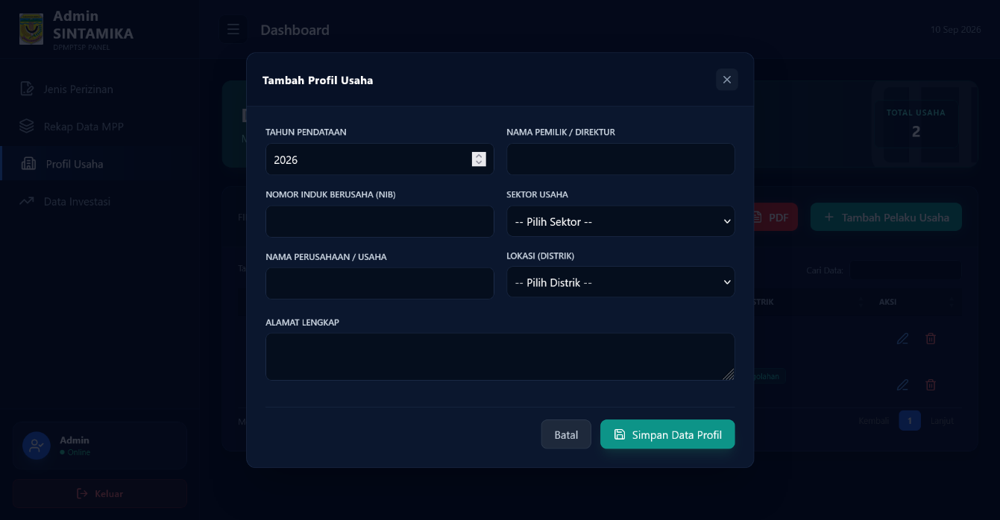 Admin
SINTAMIKA
DPMPTSP PANEL
Dashboard
10 Sep 2026
Jenis Perizinan
Rekap Data MPP
Profil Usaha
Data Investasi
TOTAL USAHA
2
PDF
Tambah Pelaku Usaha
Cari Data:
AKSI
Kembali
1
Lanjut
Tambah Profil Usaha
TAHUN PENDATAAN
2026
NAMA PEMILIK / DIREKTUR
NOMOR INDUK BERUSAHA (NIB)
SEKTOR USAHA
-- Pilih Sektor --
NAMA PERUSAHAAN / USAHA
LOKASI (DISTRIK)
-- Pilih Distrik --
ALAMAT LENGKAP
Batal
Simpan Data Profil
Admin
Online
Keluar